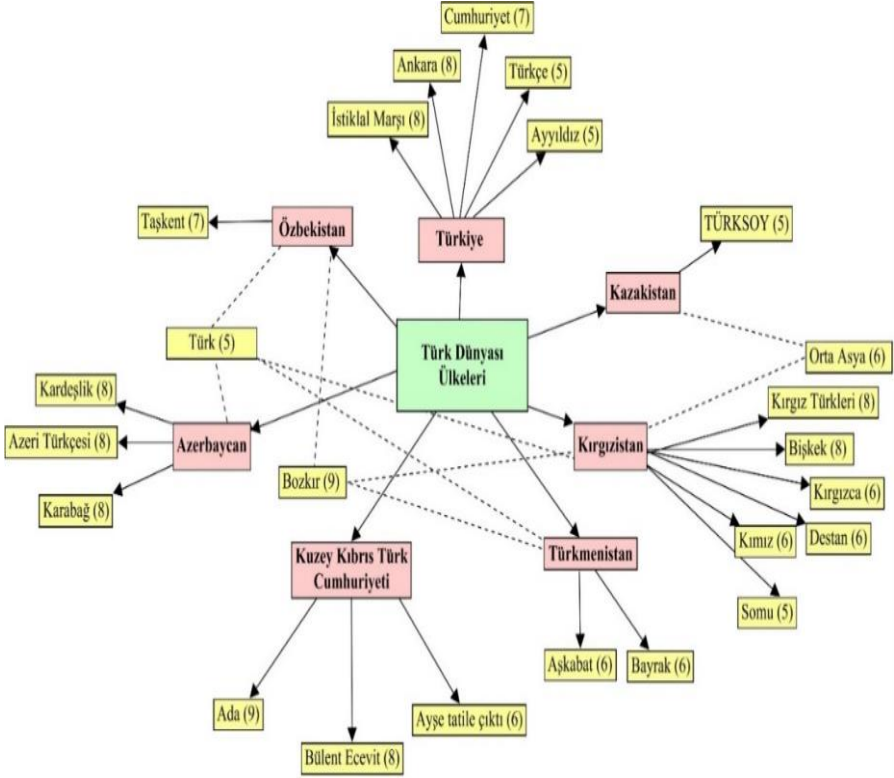 Cumhuriyet (7)
Ankara (8)
Türkçe (5)
İstiklal Marşı (8)
Ayyıldız (5)
Taşkent (7)
Özbekistan
Türkiye
TÜRKSOY (5)
Kazakistan
Türk (5)
Türk Dünyası
Ülkeleri
Orta Asya (6)
Kardeşlik (8)
Kırgız Türkleri (8)
Azeri Türkçesi (8)
Azerbaycan
Kırgızistan
Bişkek (8)
Bozkır (9)
Kırgızca (6)
Karabağ (8)
Kımız (6)
Destan (6)
Kuzey Kıbrıs Türk
Cumhuriyeti
Türkmenistan
Somu (5)
Aşkabat (6)
Bayrak (6)
Ada (9)
Ayşe tatile çıktı (6)
Bülent Ecevit (8)